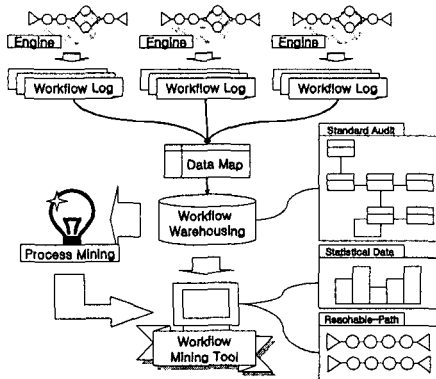 Engine
Engine
Engine
Workflow Log
Workflow Log
Workflow Log
Standard Audit
Data Map
Workflow
Warehousing
Process Mining
Statistical Data
Reachable-Path
Workflow
Mining Tool